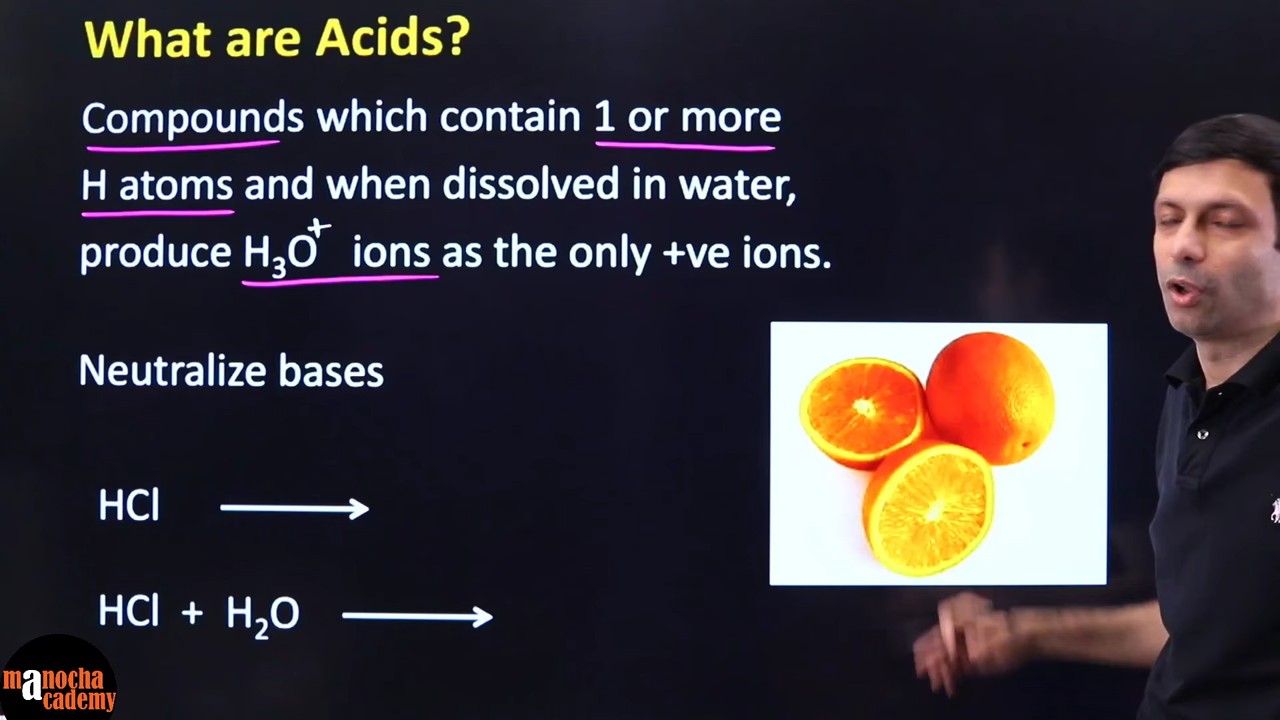 What are Acids?
Compounds which contain 1 or more
H atoms and when dissolved in water,
produce H₃O⁺ ions as the only +ve ions.
Neutralize bases
HCl ⟶
HCl + H₂O ⟶
manocha
academy